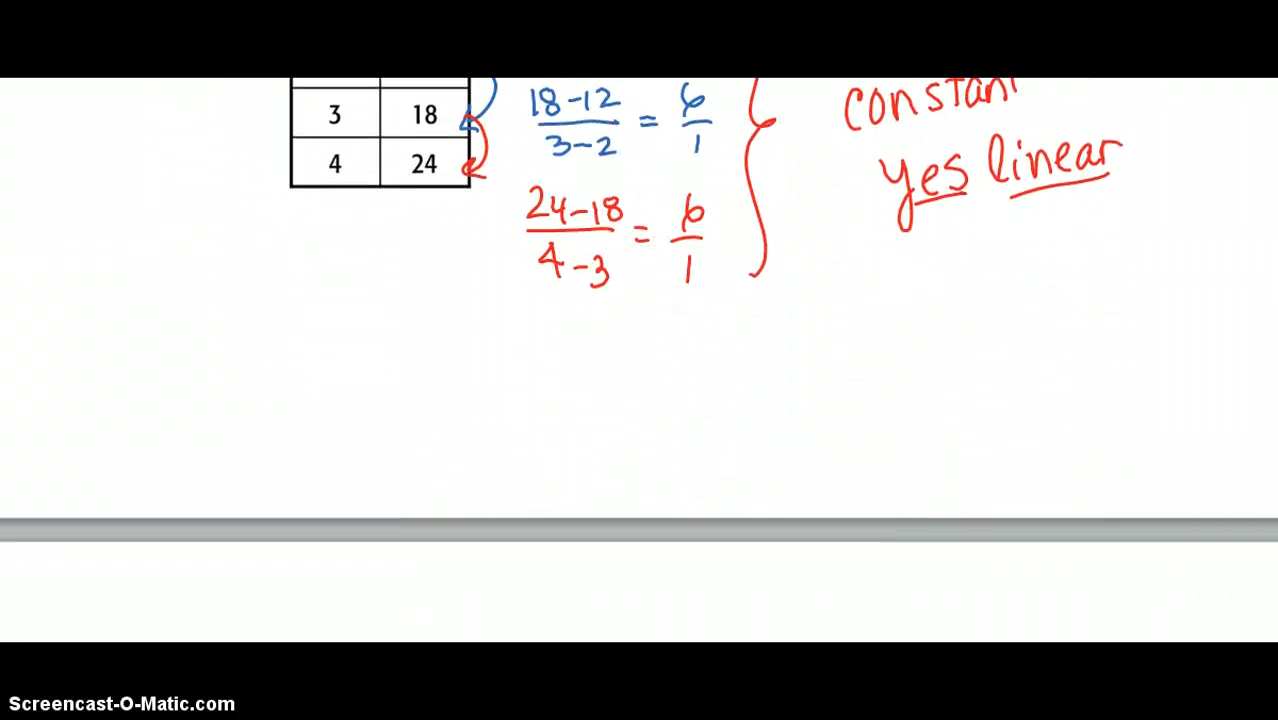 3 18
4 24
18-12 / 3-2 = 6/1
24-18 / 4-3 = 6/1
constant
yes linear
Screencast-O-Matic.com